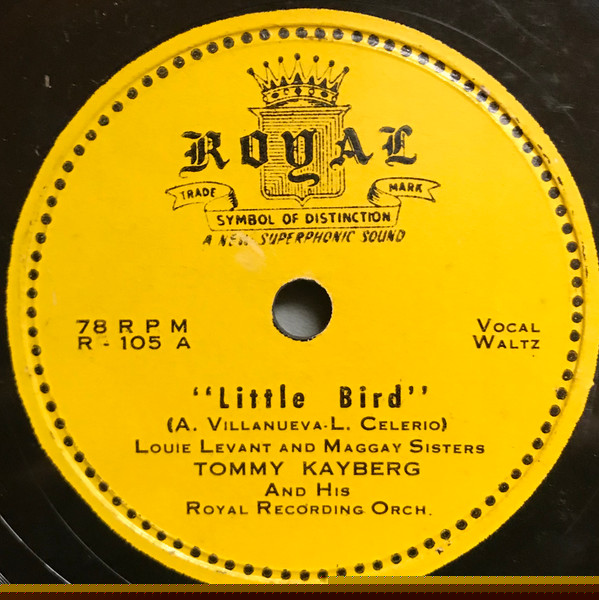 ROYAL
TRADE MARK
SYMBOL OF DISTINCTION
A NEW SUPERPHONIC SOUND
78 RPM
R - 105 A
VOCAL
WALTZ
"Little Bird"
(A. VILLANUEVA-L. CELERIO)
LOUIE LEVANT AND MAGGAY SISTERS
TOMMY KAYBERG
AND HIS
ROYAL RECORDING ORCH.